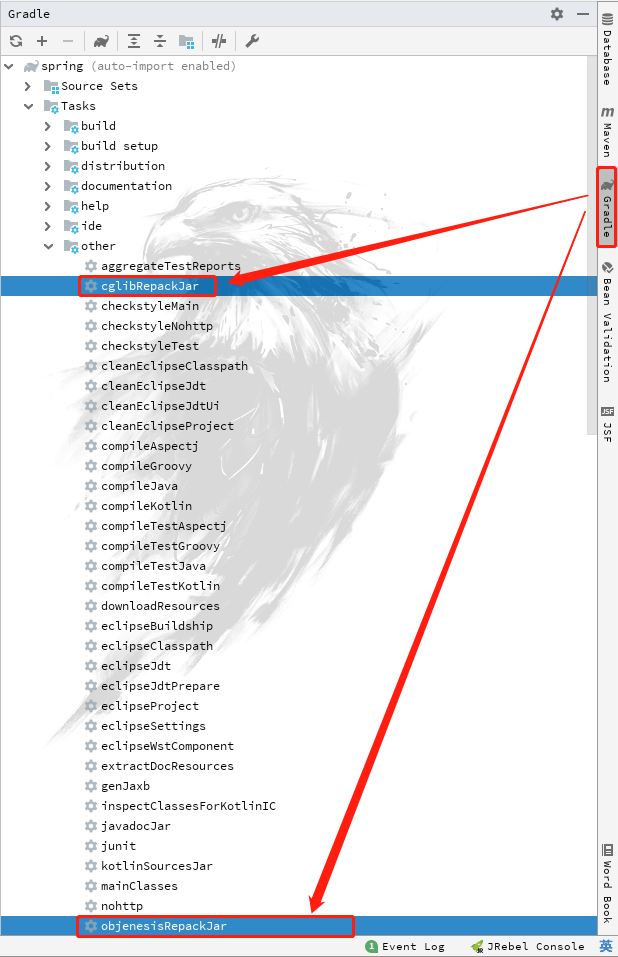 Gradle
spring (auto-import enabled)
Source Sets
Tasks
build
build setup
distribution
documentation
help
ide
other
aggregateTestReports
cglibRepackJar
checkstyleMain
checkstyleNohttp
checkstyleTest
cleanEclipseClasspath
cleanEclipseJdt
cleanEclipseJdtUi
cleanEclipseProject
compileAspectj
compileGroovy
compileJava
compileKotlin
compileTestAspectj
compileTestGroovy
compileTestJava
compileTestKotlin
downloadResources
eclipseBuildship
eclipseClasspath
eclipseJdt
eclipseJdtPrepare
eclipseProject
eclipseSettings
eclipseWstComponent
extractDocResources
genJaxb
inspectClassesForKotlinIC
javadocJar
junit
kotlinSourcesJar
mainClasses
nohttp
objenesisRepackJar
Database
m Maven
Gradle
Bean Validation
JSF JSF
Word Book
1 Event Log JRebel Console 英